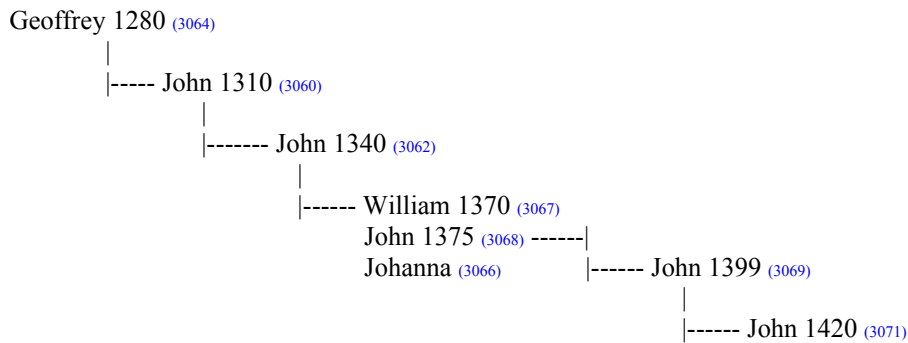 Geoffrey 1280 (3064)
|
|----- John 1310 (3060)
|
|------- John 1340 (3062)
|
|------ William 1370 (3067)
John 1375 (3068) ------|
Johanna (3066) |------ John 1399 (3069)
|
|------ John 1420 (3071)